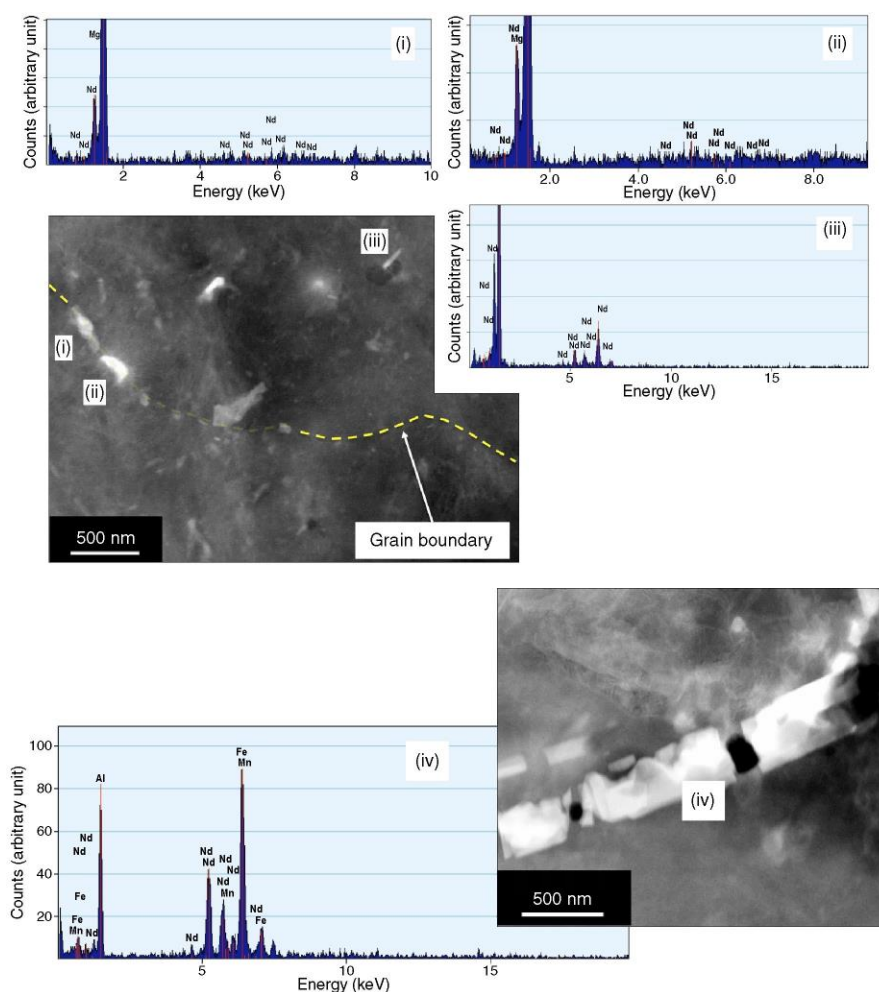 Counts (arbitrary unit)
Mg
Nd
Nd
Nd
Nd
Nd
Nd
Nd
Nd
Nd
Nd
Nd
Nd
(i)
2
4
6
8
10
Energy (keV)
Counts (arbitrary unit)
Nd
Mg
Nd
Nd
Nd
Nd
Nd
Nd
Nd
Nd
Nd
Nd
(ii)
2.0
4.0
6.0
8.0
Energy (keV)
Counts (arbitrary unit)
Nd
Nd
Nd
Nd
Nd
Nd
Nd
Nd
Nd
Nd
Nd
(iii)
5
10
15
Energy (keV)
(iii)
(i)
(ii)
500 nm
Grain boundary
Counts (arbitrary unit)
100
80
60
40
20
Al
Nd
Nd
Fe
Fe
Mn
Nd
Nd
Nd
Nd
Nd
Nd
Mn
Nd
Fe
Mn
Nd
Fe
(iv)
5
10
15
Energy (keV)
(iv)
500 nm